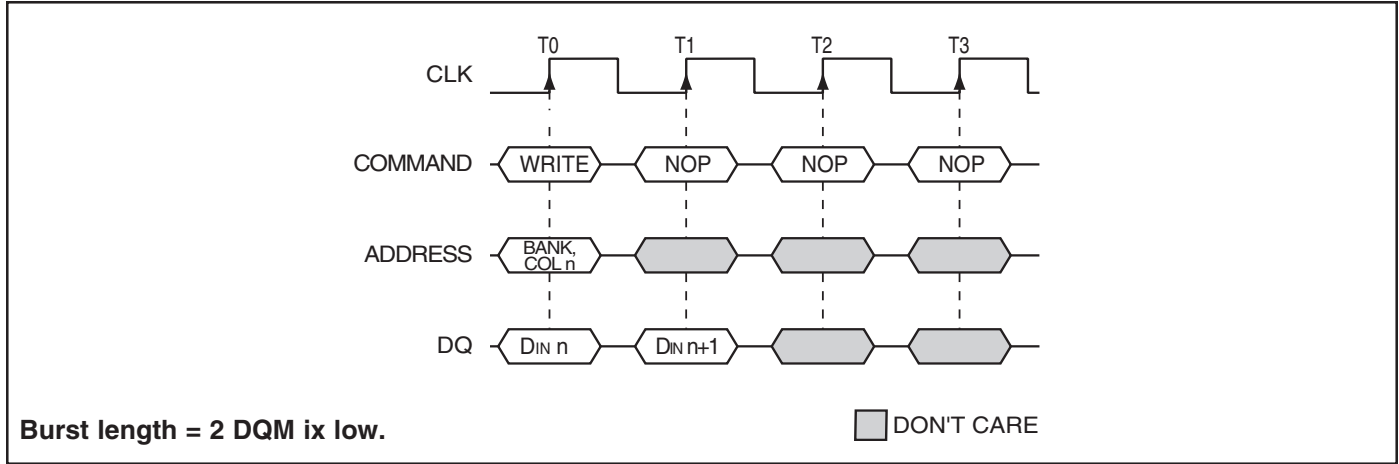 T0 T1 T2 T3
CLK
COMMAND WRITE NOP NOP NOP
ADDRESS BANK,
COL n
DQ DIN n DIN n+1
Burst length = 2 DQM ix low.
DON'T CARE